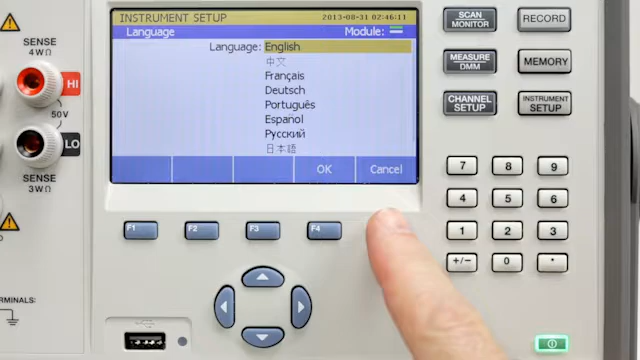 INSTRUMENT SETUP 2013-08-31 02:46:11
Language Module:
Language: English
中文
Français
Deutsch
Português
Español
Русский
日本語
OK Cancel
SENSE
4WΩ
HI
50V
LO
SENSE
3WΩ
F1 F2 F3 F4
TERMINALS:
SCAN
MONITOR
RECORD
MEASURE
DMM
MEMORY
CHANNEL
SETUP
INSTRUMENT
SETUP
7 8 9
4 5 6
1 2 3
+/− 0 *